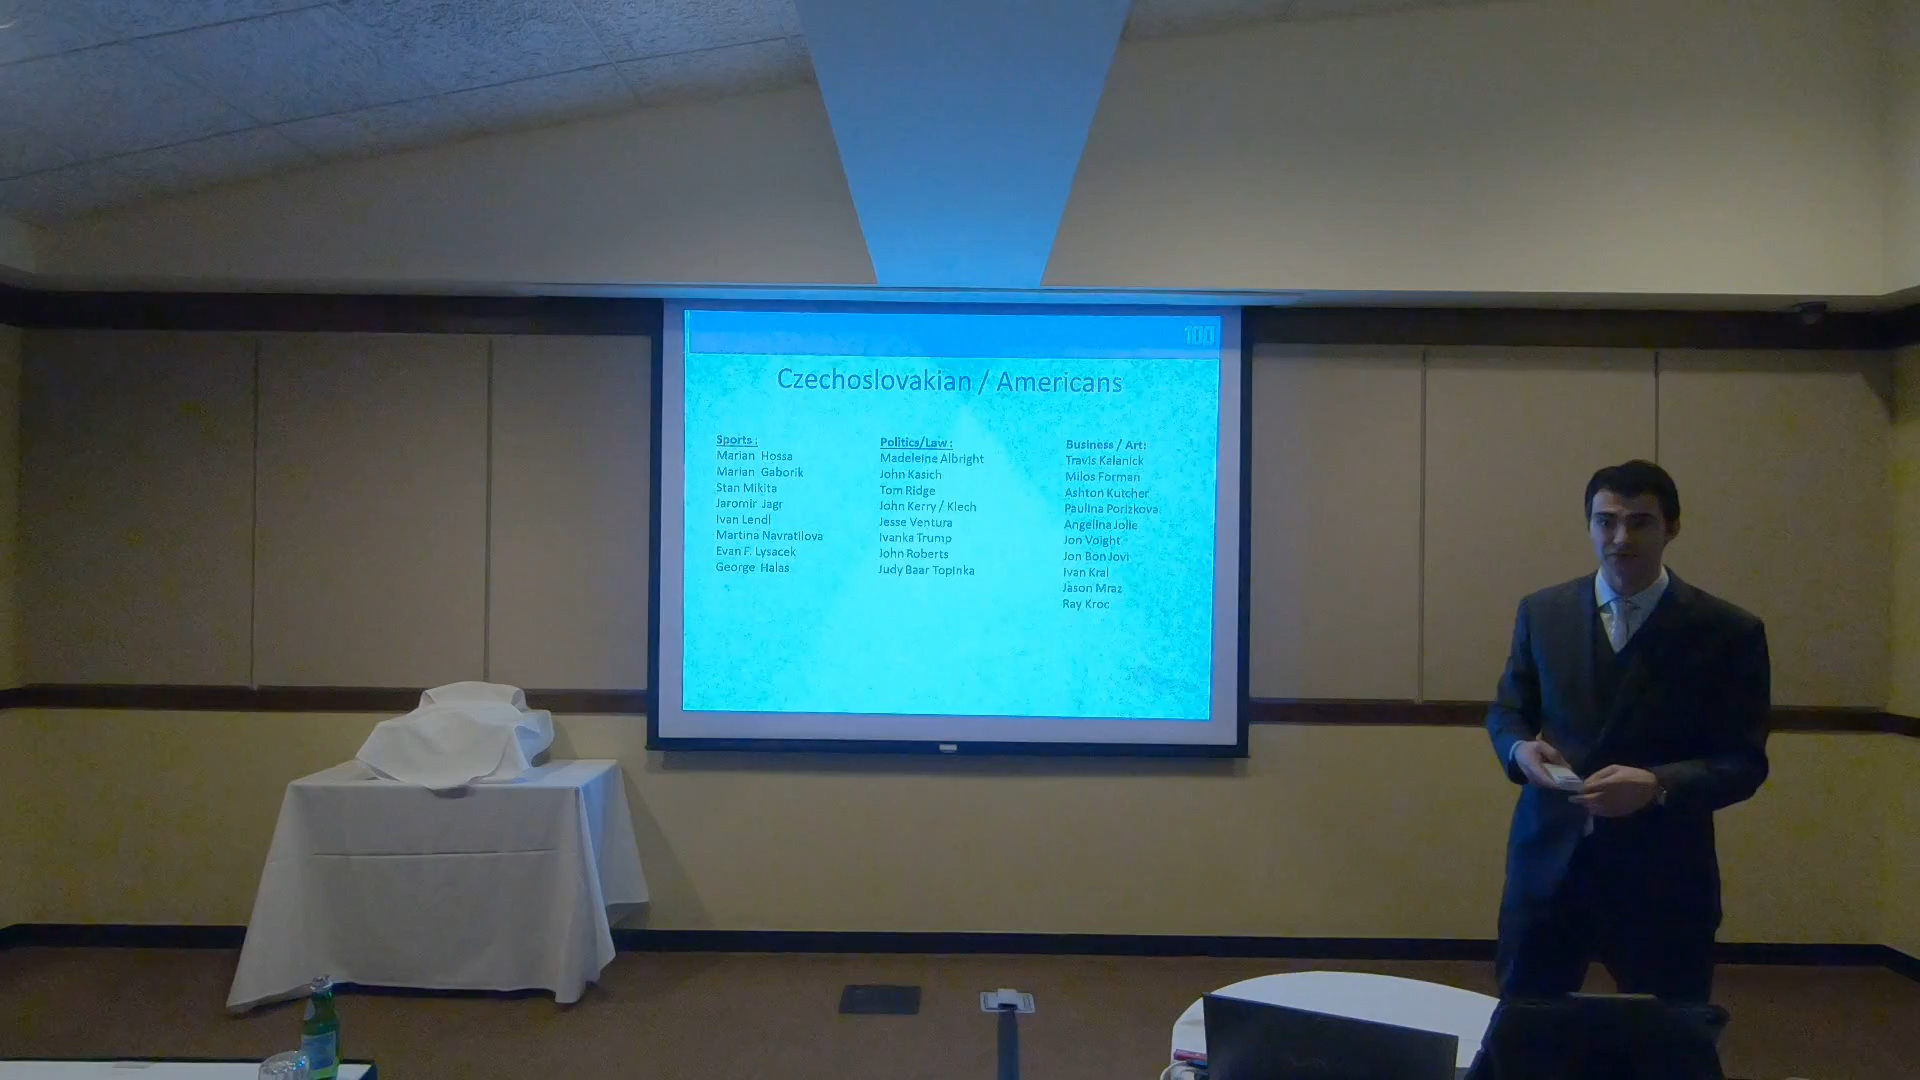 100
Czechoslovakian / Americans
Sports :
Marian Hossa
Marian Gaborik
Stan Mikita
Jaromir Jagr
Ivan Lendl
Martina Navratilova
Evan F. Lysacek
George Halas
Politics/Law :
Madeleine Albright
John Kasich
Tom Ridge
John Kerry / Klech
Jesse Ventura
Ivanka Trump
John Roberts
Judy Baar Topinka
Business / Art:
Travis Kalanick
Milos Forman
Ashton Kutcher
Paulina Porizkova
Angelina Jolie
Jon Voight
Jon Bon Jovi
Ivan Kral
Jason Mraz
Ray Kroc